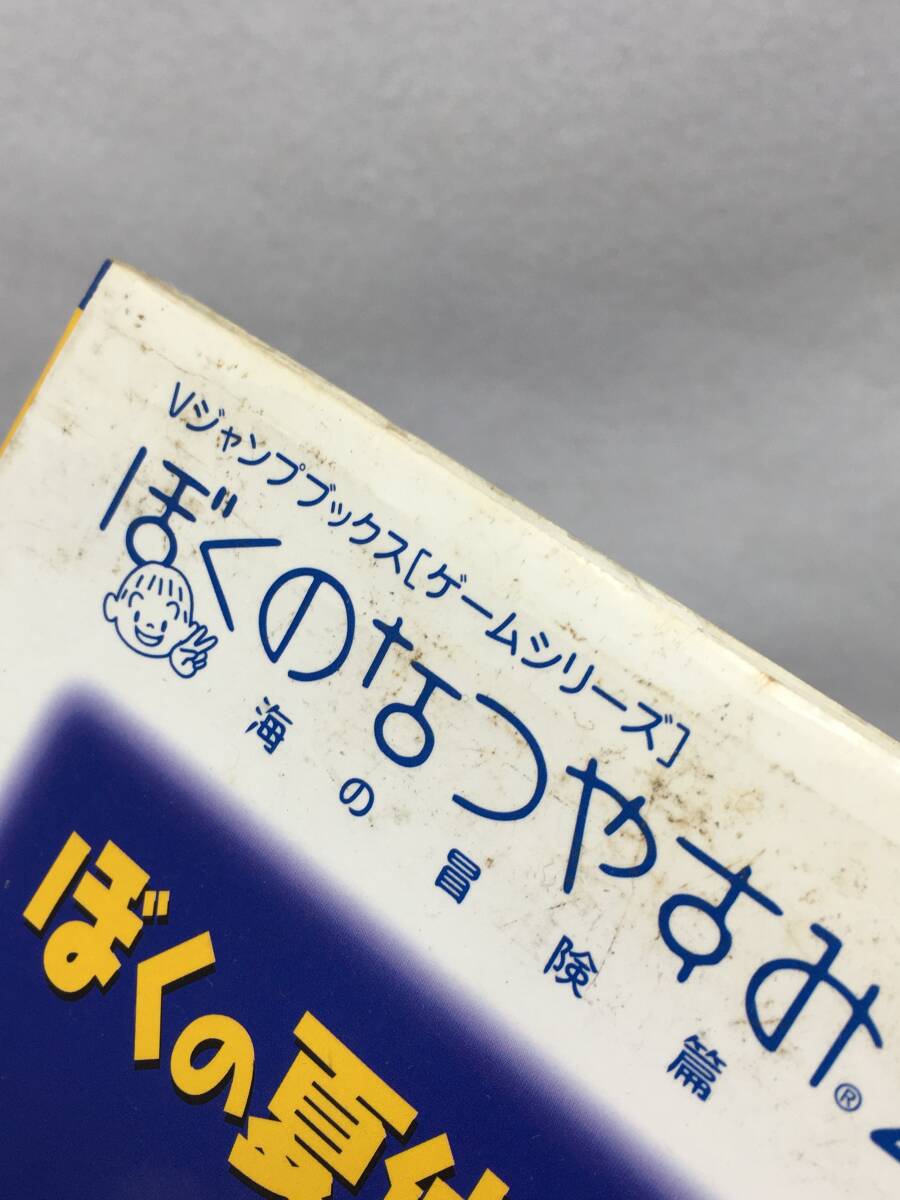 Vジャンプブックス[ゲームシリーズ]
ぼくのなつやすみ®
海の冒険篇
ぼくの夏